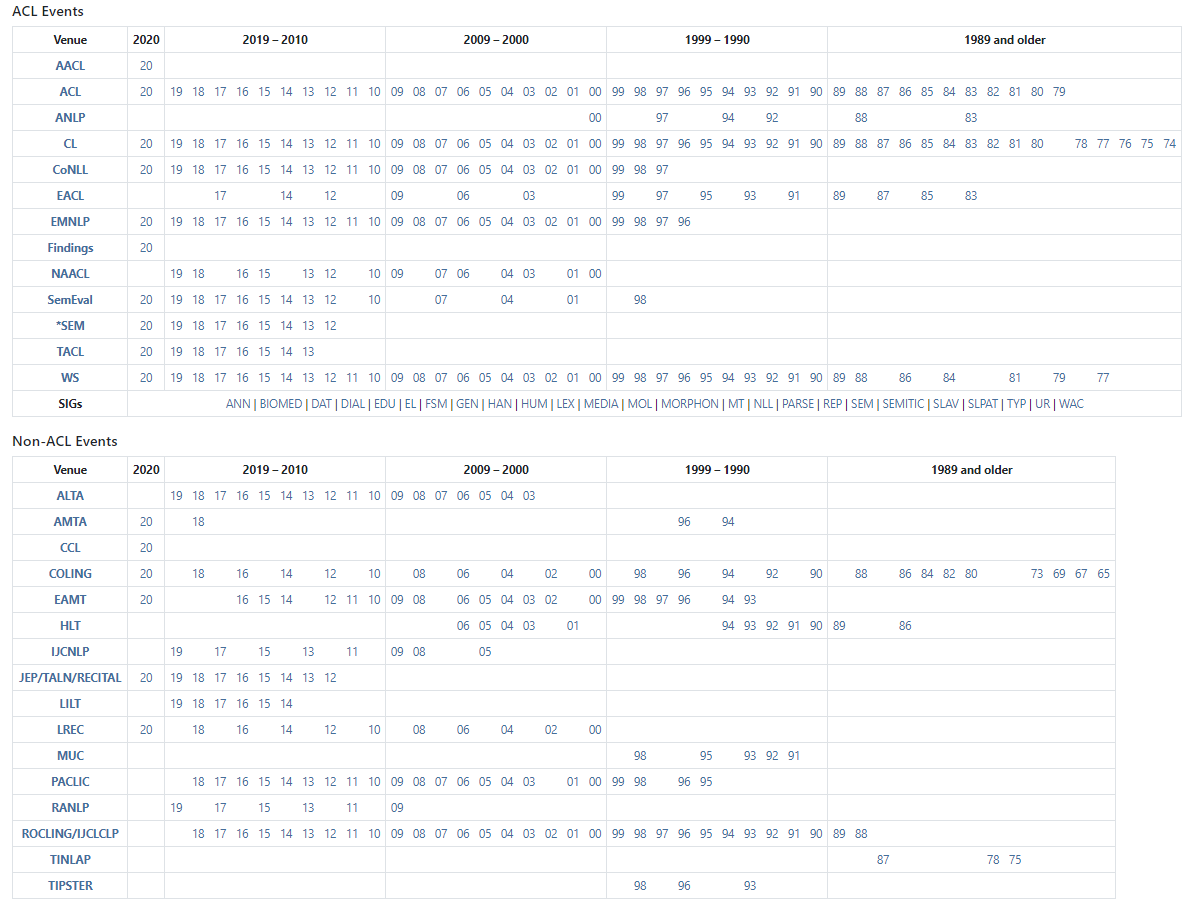 ACL Events
Venue 2020 2019 – 2010 2009 – 2000 1999 – 1990 1989 and older
AACL 20
ACL 20 19 18 17 16 15 14 13 12 11 10 09 08 07 06 05 04 03 02 01 00 99 98 97 96 95 94 93 92 91 90 89 88 87 86 85 84 83 82 81 80 79
ANLP 00 97 94 92 88 83
CL 20 19 18 17 16 15 14 13 12 11 10 09 08 07 06 05 04 03 02 01 00 99 98 97 96 95 94 93 92 91 90 89 88 87 86 85 84 83 82 81 80 78 77 76 75 74
CoNLL 20 19 18 17 16 15 14 13 12 11 10 09 08 07 06 05 04 03 02 01 00 99 98 97
EACL 17 14 12 09 06 03 99 97 95 93 91 89 87 85 83
EMNLP 20 19 18 17 16 15 14 13 12 11 10 09 08 07 06 05 04 03 02 01 00 99 98 97 96
Findings 20
NAACL 19 18 16 15 13 12 10 09 07 06 04 03 01 00
SemEval 20 19 18 17 16 15 14 13 12 10 07 04 01 98
*SEM 20 19 18 17 16 15 14 13 12
TACL 20 19 18 17 16 15 14 13
WS 20 19 18 17 16 15 14 13 12 11 10 09 08 07 06 05 04 03 02 01 00 99 98 97 96 95 94 93 92 91 90 89 88 86 84 81 79 77
SIGs ANN | BIOMED | DAT | DIAL | EDU | EL | FSM | GEN | HAN | HUM | LEX | MEDIA | MOL | MORPHON | MT | NLL | PARSE | REP | SEM | SEMITIC | SLAV | SLPAT | TYP | UR | WAC
Non-ACL Events
Venue 2020 2019 – 2010 2009 – 2000 1999 – 1990 1989 and older
ALTA 19 18 17 16 15 14 13 12 11 10 09 08 07 06 05 04 03
AMTA 20 18 96 94
CCL 20
COLING 20 18 16 14 12 10 08 06 04 02 00 98 96 94 92 90 88 86 84 82 80 73 69 67 65
EAMT 20 16 15 14 12 11 10 09 08 06 05 04 03 02 00 99 98 97 96 94 93
HLT 06 05 04 03 01 94 93 92 91 90 89 86
IJCNLP 19 17 15 13 11 09 08 05
JEP/TALN/RECITAL 20 19 18 17 16 15 14 13 12
LILT 19 18 17 16 15 14
LREC 20 18 16 14 12 10 08 06 04 02 00
MUC 98 95 93 92 91
PACLIC 18 17 16 15 14 13 12 11 10 09 08 07 06 05 04 03 01 00 99 98 96 95
RANLP 19 17 15 13 11 09
ROCLING/IJCLCLP 18 17 16 15 14 13 12 11 10 09 08 07 06 05 04 03 02 01 00 99 98 97 96 95 94 93 92 91 90 89 88
TINLAP 87 78 75
TIPSTER 98 96 93